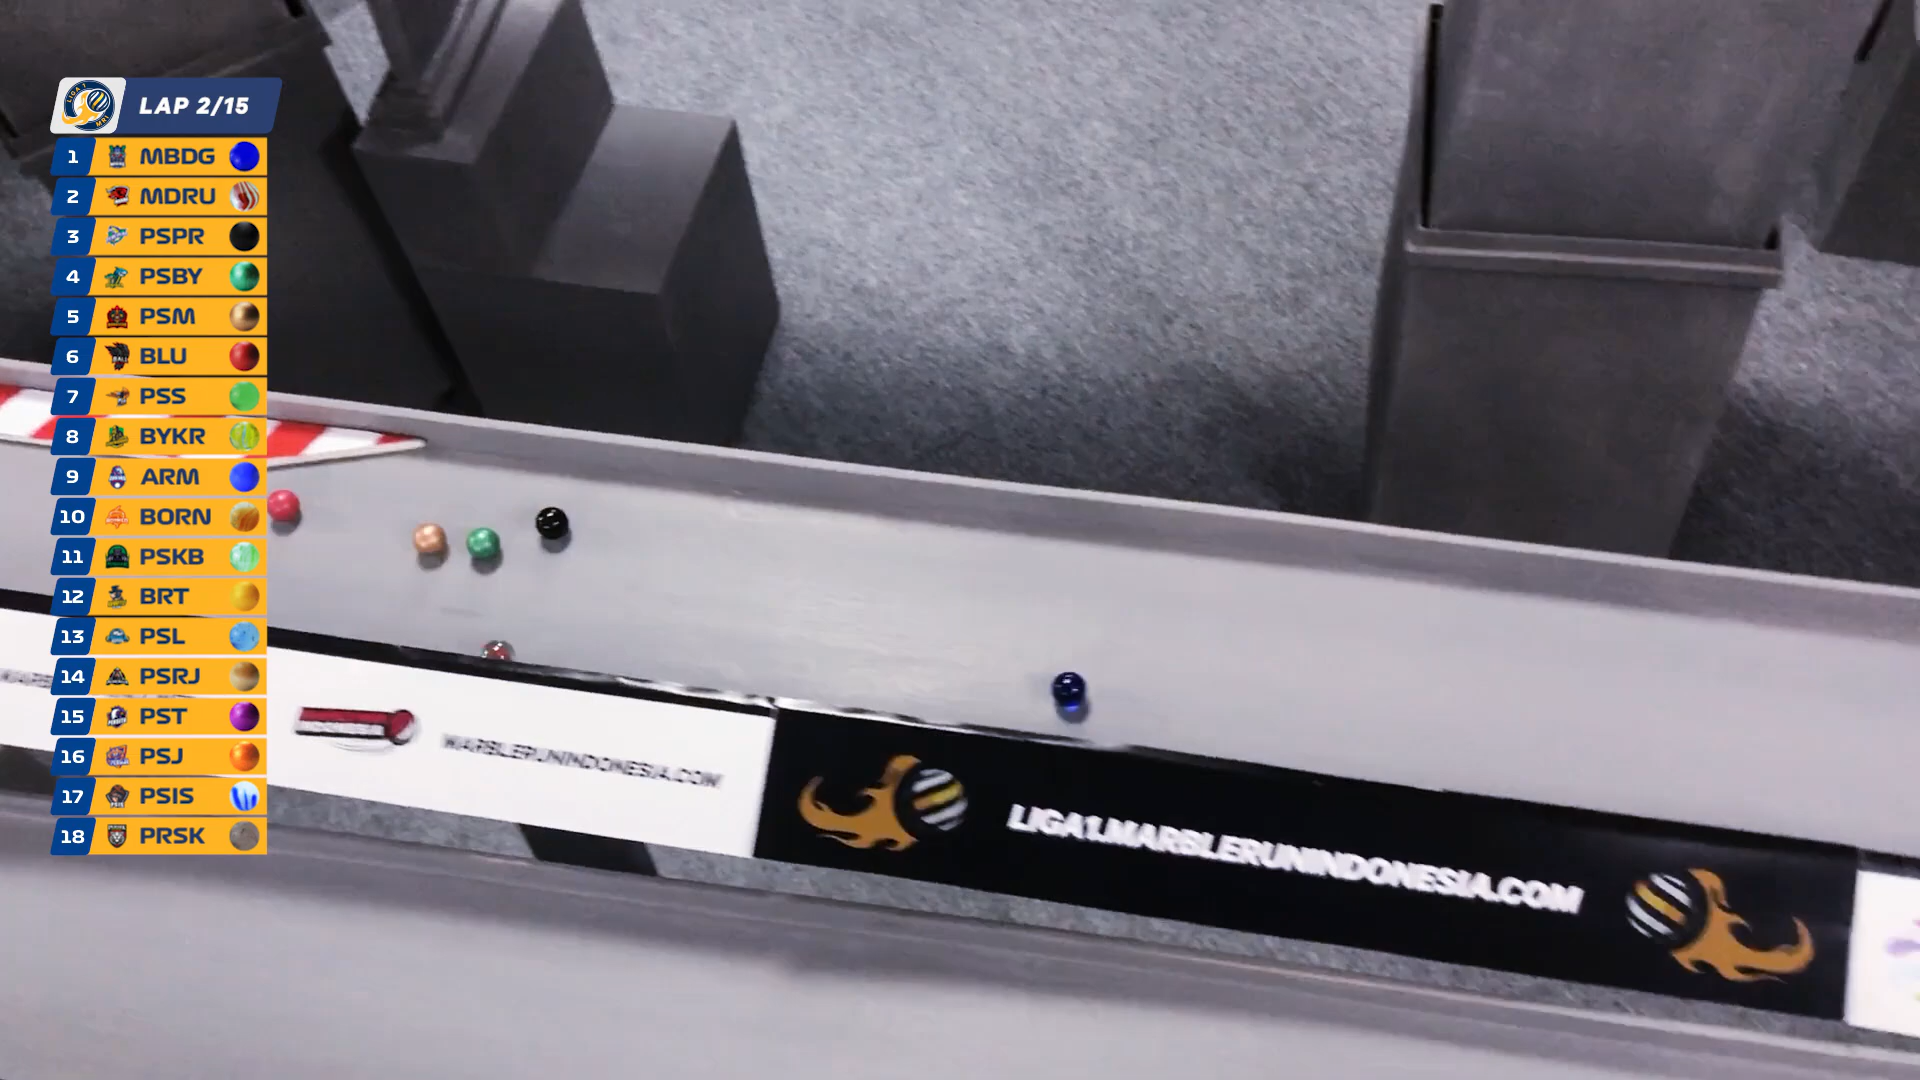 LAP 2/15
1 MBDG
2 MDRU
3 PSPR
4 PSBY
5 PSM
6 BLU
7 PSS
8 BYKR
9 ARM
10 BORN
11 PSKB
12 BRT
13 PSL
14 PSRJ
15 PST
16 PSJ
17 PSIS
18 PRSK
MARBLERUNINDONESIA.COM
LIGA1.MARBLERUNINDONESIA.COM